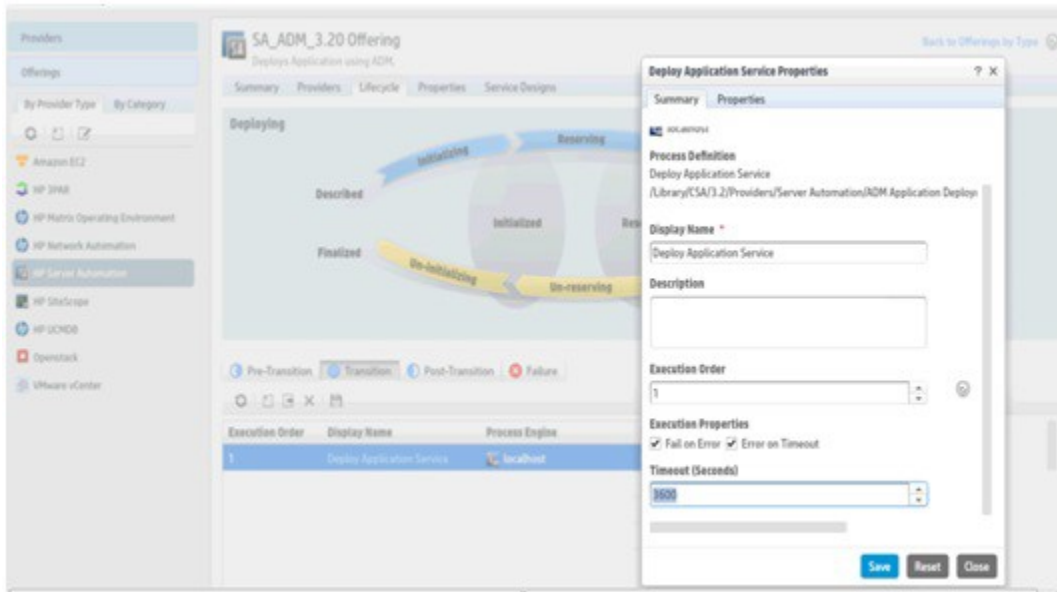 Providers
Offerings
By Provider Type By Category
Amazon EC2
HP 3PAR
HP Matrix Operating Environment
HP Network Automation
HP Server Automation
HP SiteScope
HP UCMDB
Openstack
VMware vCenter
SA_ADM_3.20 Offering
Deploys Application using ADM.
Back to Offerings by Type
Summary Providers Lifecycle Properties Service Designs
Deploying
Initializing
Reserving
Described
Initialized
Res
Finalized
Un-initializing
Un-reserving
Pre-Transition Transition Post-Transition Failure
Execution Order Display Name Process Engine
1 Deploy Application Service localhost
Deploy Application Service Properties ? X
Summary Properties
localhost
Process Definition
Deploy Application Service
/Library/CSA/3.2/Providers/Server Automation/ADM Application Deploy
Display Name *
Deploy Application Service
Description
Execution Order
1
Execution Properties
Fail on Error Error on Timeout
Timeout (Seconds)
3600
Save Reset Close